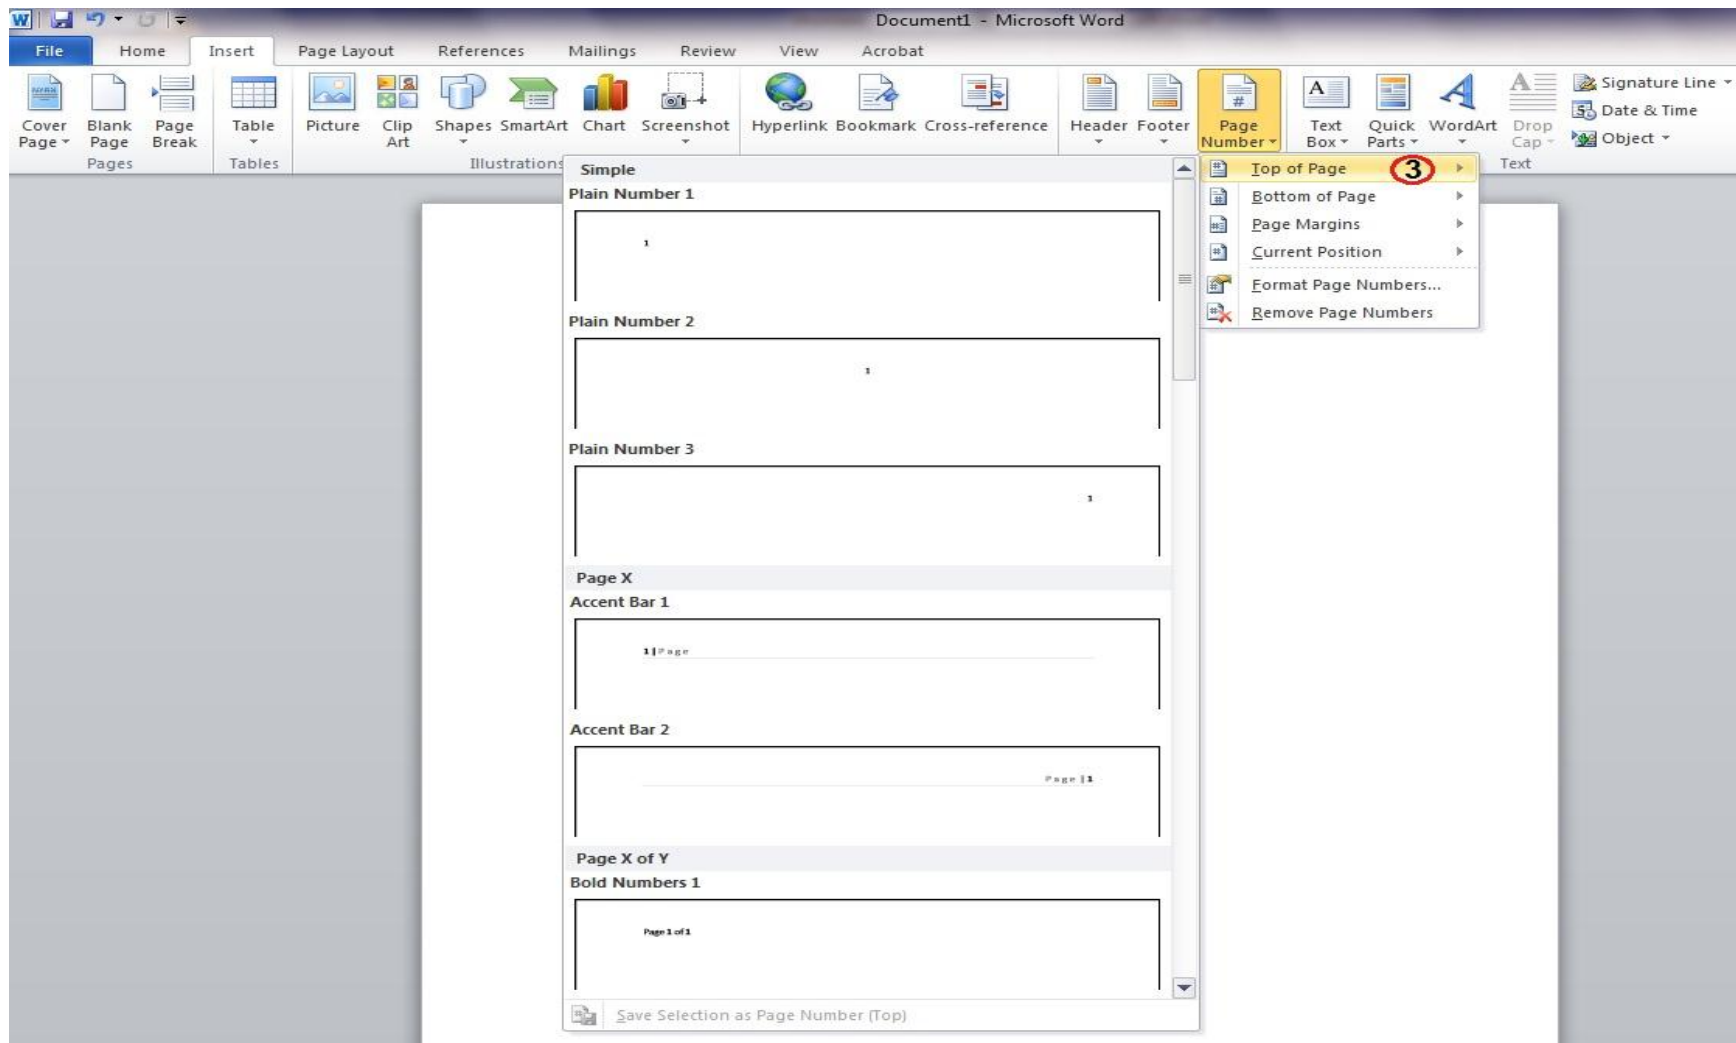 Document1 - Microsoft Word
File Home Insert Page Layout References Mailings Review View Acrobat
Cover Page
Blank Page
Page Break
Table
Picture
Clip Art
Shapes
SmartArt
Chart
Screenshot
Hyperlink
Bookmark
Cross-reference
Header
Footer
Page Number
Text Box
Quick Parts
WordArt
Drop Cap
Signature Line
Date & Time
Object
Pages
Tables
Illustrations
Text
Top of Page 3
Bottom of Page
Page Margins
Current Position
Format Page Numbers...
Remove Page Numbers
Simple
Plain Number 1
1
Plain Number 2
1
Plain Number 3
1
Page X
Accent Bar 1
1|Page
Accent Bar 2
Page|1
Page X of Y
Bold Numbers 1
Page 1 of 1
Save Selection as Page Number (Top)